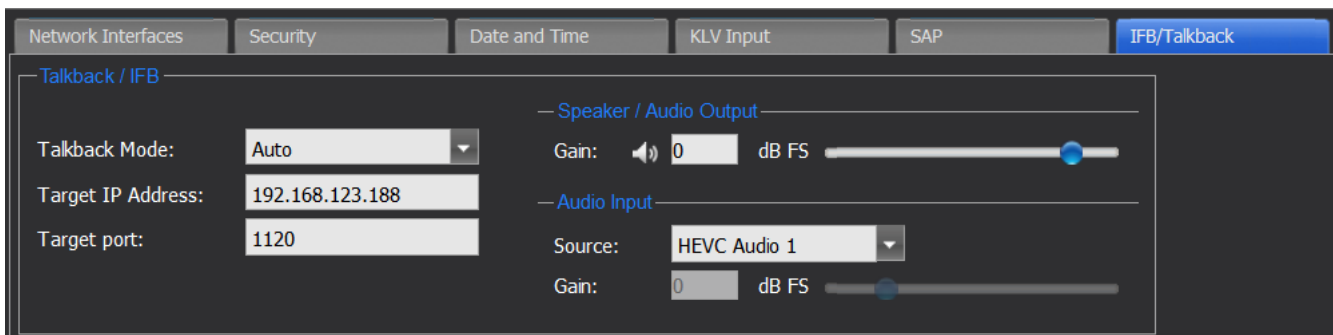 Network Interfaces Security Date and Time KLV Input SAP IFB/Talkback
Talkback / IFB
Talkback Mode: Auto
Target IP Address: 192.168.123.188
Target port: 1120
Speaker / Audio Output
Gain: 0 dB FS
Audio Input
Source: HEVC Audio 1
Gain: 0 dB FS